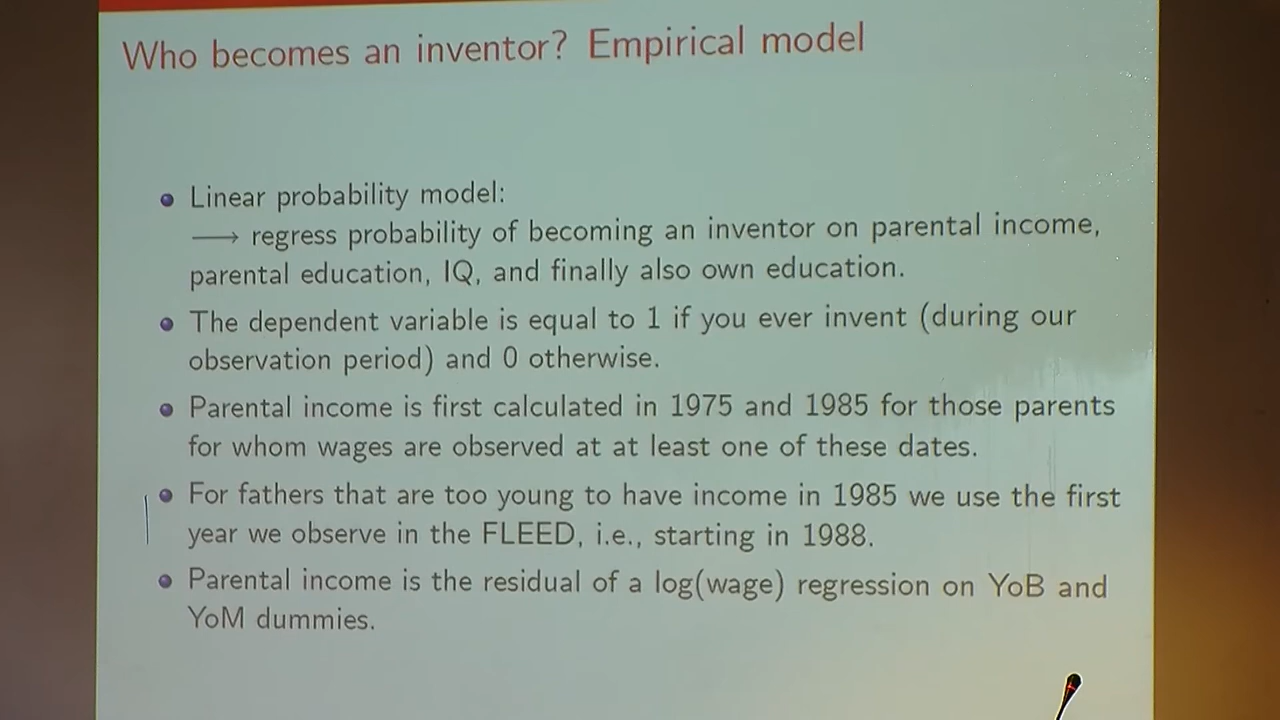 Who becomes an inventor? Empirical model
Linear probability model:
⟶ regress probability of becoming an inventor on parental income,
parental education, IQ, and finally also own education.
The dependent variable is equal to 1 if you ever invent (during our
observation period) and 0 otherwise.
Parental income is first calculated in 1975 and 1985 for those parents
for whom wages are observed at at least one of these dates.
For fathers that are too young to have income in 1985 we use the first
year we observe in the FLEED, i.e., starting in 1988.
Parental income is the residual of a log(wage) regression on YoB and
YoM dummies.